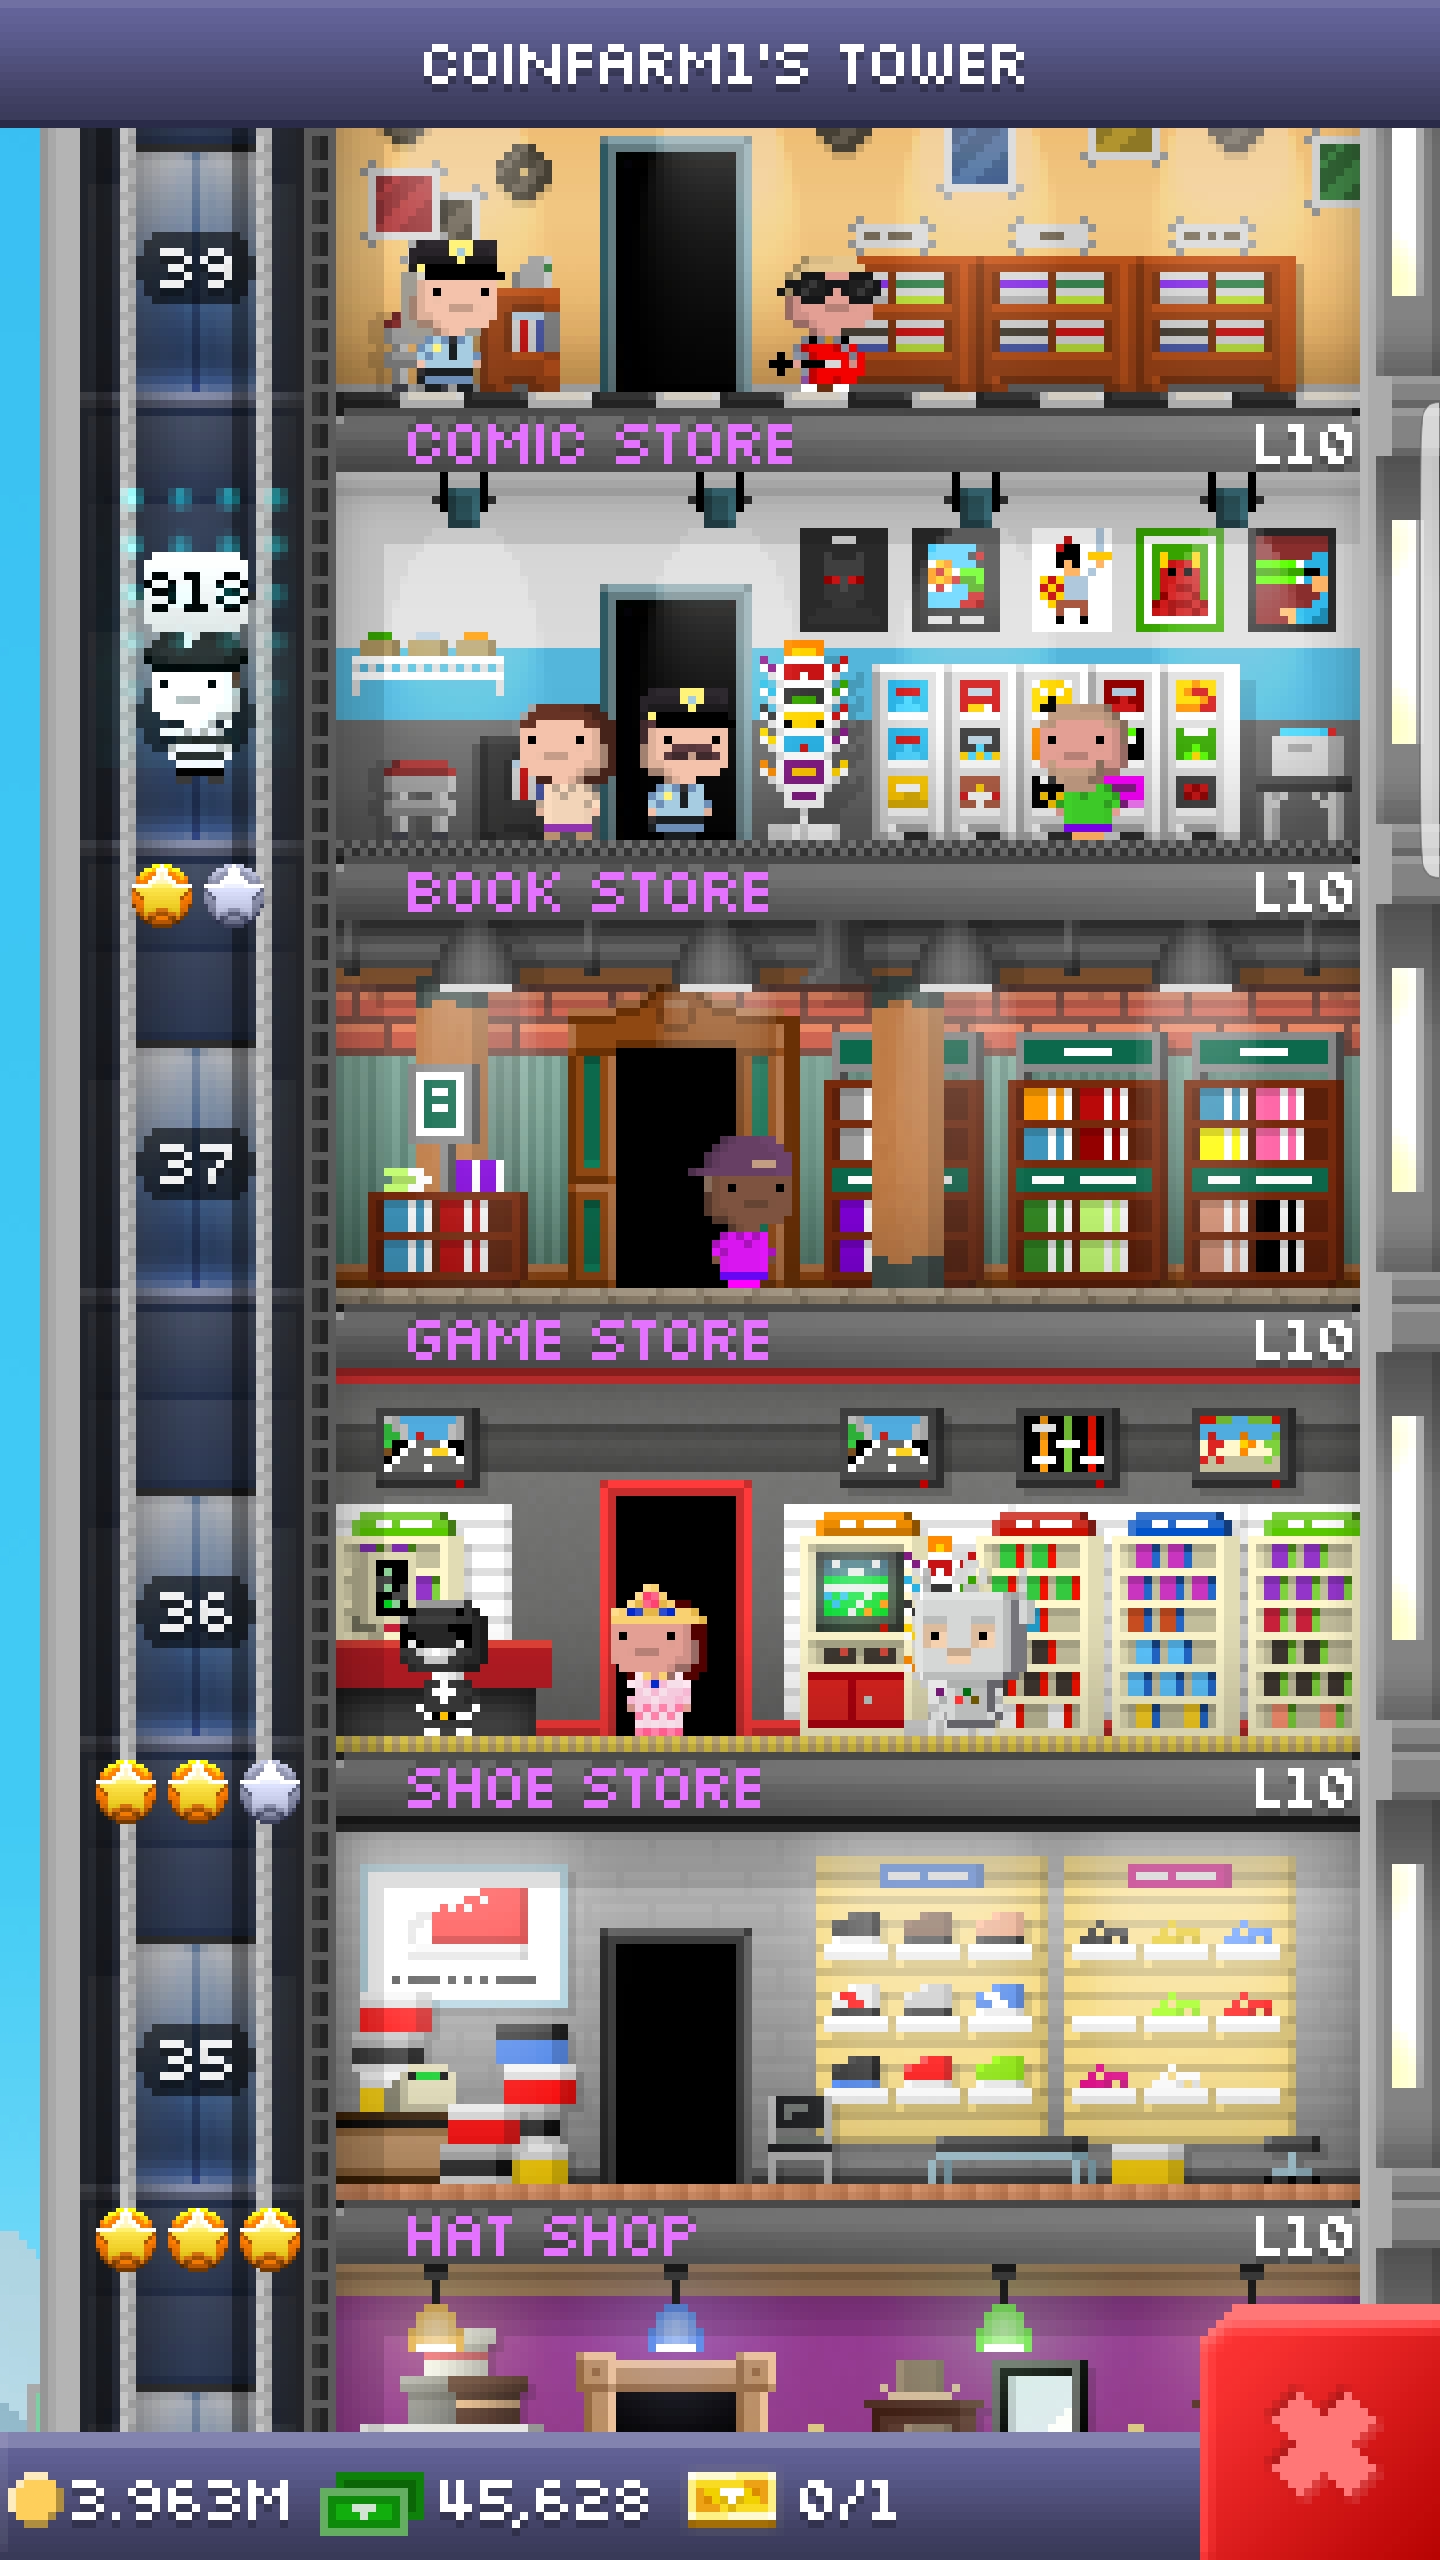 COINFARM1'S TOWER
39
COMIC STORE L10
918
BOOK STORE L10
37
GAME STORE L10
36
SHOE STORE L10
35
HAT SHOP L10
3.963M 45,628 0/1